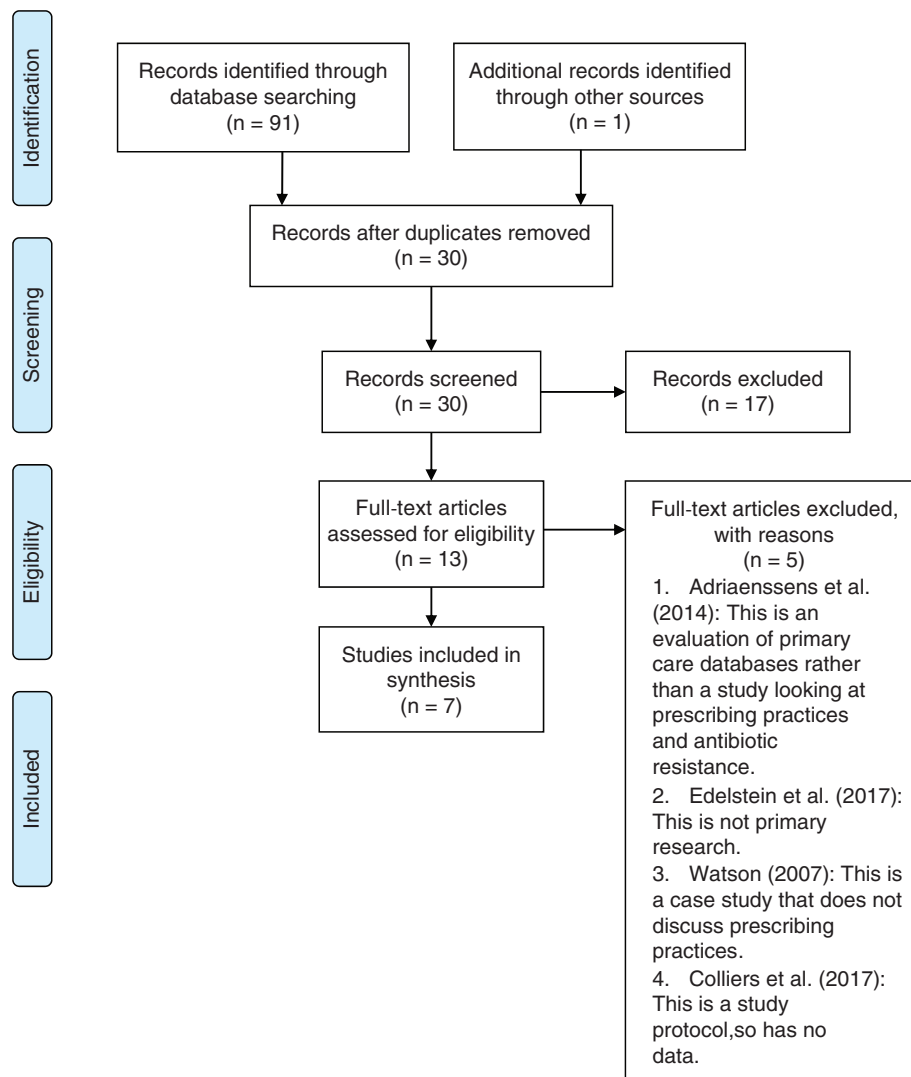 Identification
Records identified through
database searching
(n = 91)
Additional records identified
through other sources
(n = 1)
Records after duplicates removed
(n = 30)
Screening
Records screened
(n = 30)
Records excluded
(n = 17)
Eligibility
Full-text articles
assessed for eligibility
(n = 13)
Full-text articles excluded,
with reasons
(n = 5)
1. Adriaenssens et al.
(2014): This is an
evaluation of primary
care databases rather
than a study looking at
prescribing practices
and antibiotic
resistance.
2. Edelstein et al. (2017):
This is not primary
research.
3. Watson (2007): This is
a case study that does not
discuss prescribing
practices.
4. Colliers et al. (2017):
This is a study
protocol,so has no
data.
Included
Studies included in
synthesis
(n = 7)